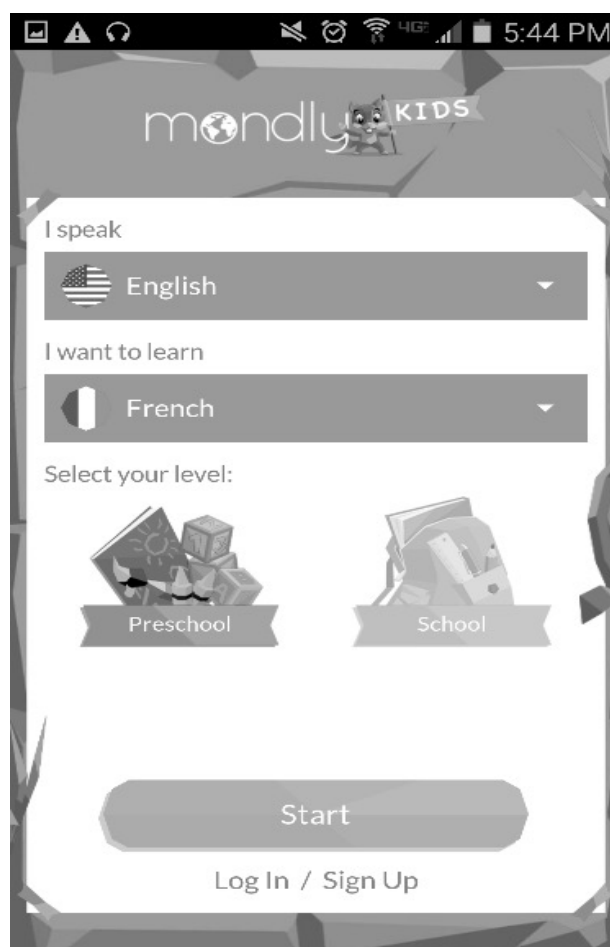 4G 5:44 PM
mondly KIDS
I speak
English
I want to learn
French
Select your level:
Preschool School
Start
Log In / Sign Up